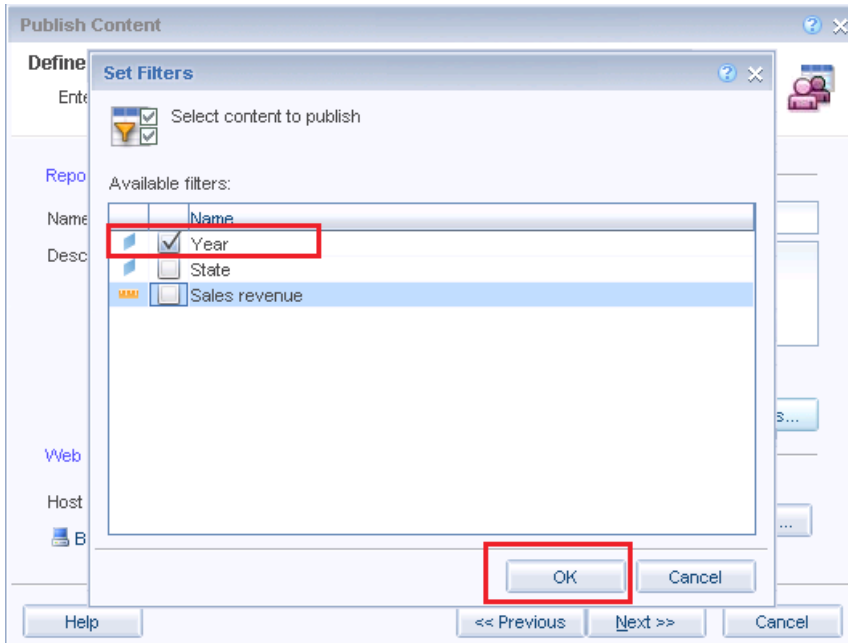 Publish Content
Define
Set Filters
Ente
Select content to publish
Repo
Available filters:
Name
Name
Year
Desc
State
Sales revenue
s...
Web
Host
...
B
OK
Cancel
Help
<< Previous
Next >>
Cancel